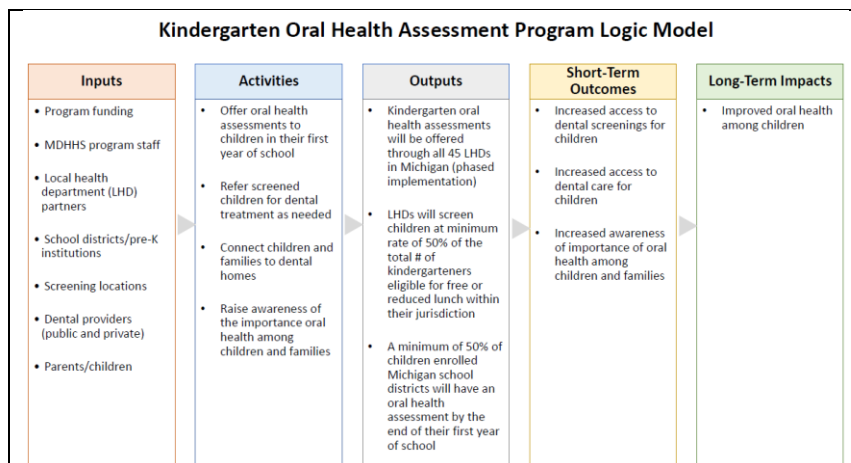 Kindergarten Oral Health Assessment Program Logic Model
Inputs
• Program funding
• MDHHS program staff
• Local health
department (LHD)
partners
• School districts/pre-K
institutions
• Screening locations
• Dental providers
(public and private)
• Parents/children
Activities
• Offer oral health
assessments to
children in their first
year of school
• Refer screened
children for dental
treatment as needed
• Connect children and
families to dental
homes
• Raise awareness of
the importance oral
health among
children and families
Outputs
• Kindergarten oral
health assessments
will be offered
through all 45 LHDs
in Michigan (phased
implementation)
• LHDs will screen
children at minimum
rate of 50% of the
total # of
kindergarteners
eligible for free or
reduced lunch within
their jurisdiction
• A minimum of 50% of
children enrolled
Michigan school
districts will have an
oral health
assessment by the
end of their first year
of school
Short-Term
Outcomes
• Increased access to
dental screenings for
children
• Increased access to
dental care for
children
• Increased awareness
of importance of oral
health among
children and families
Long-Term Impacts
• Improved oral health
among children